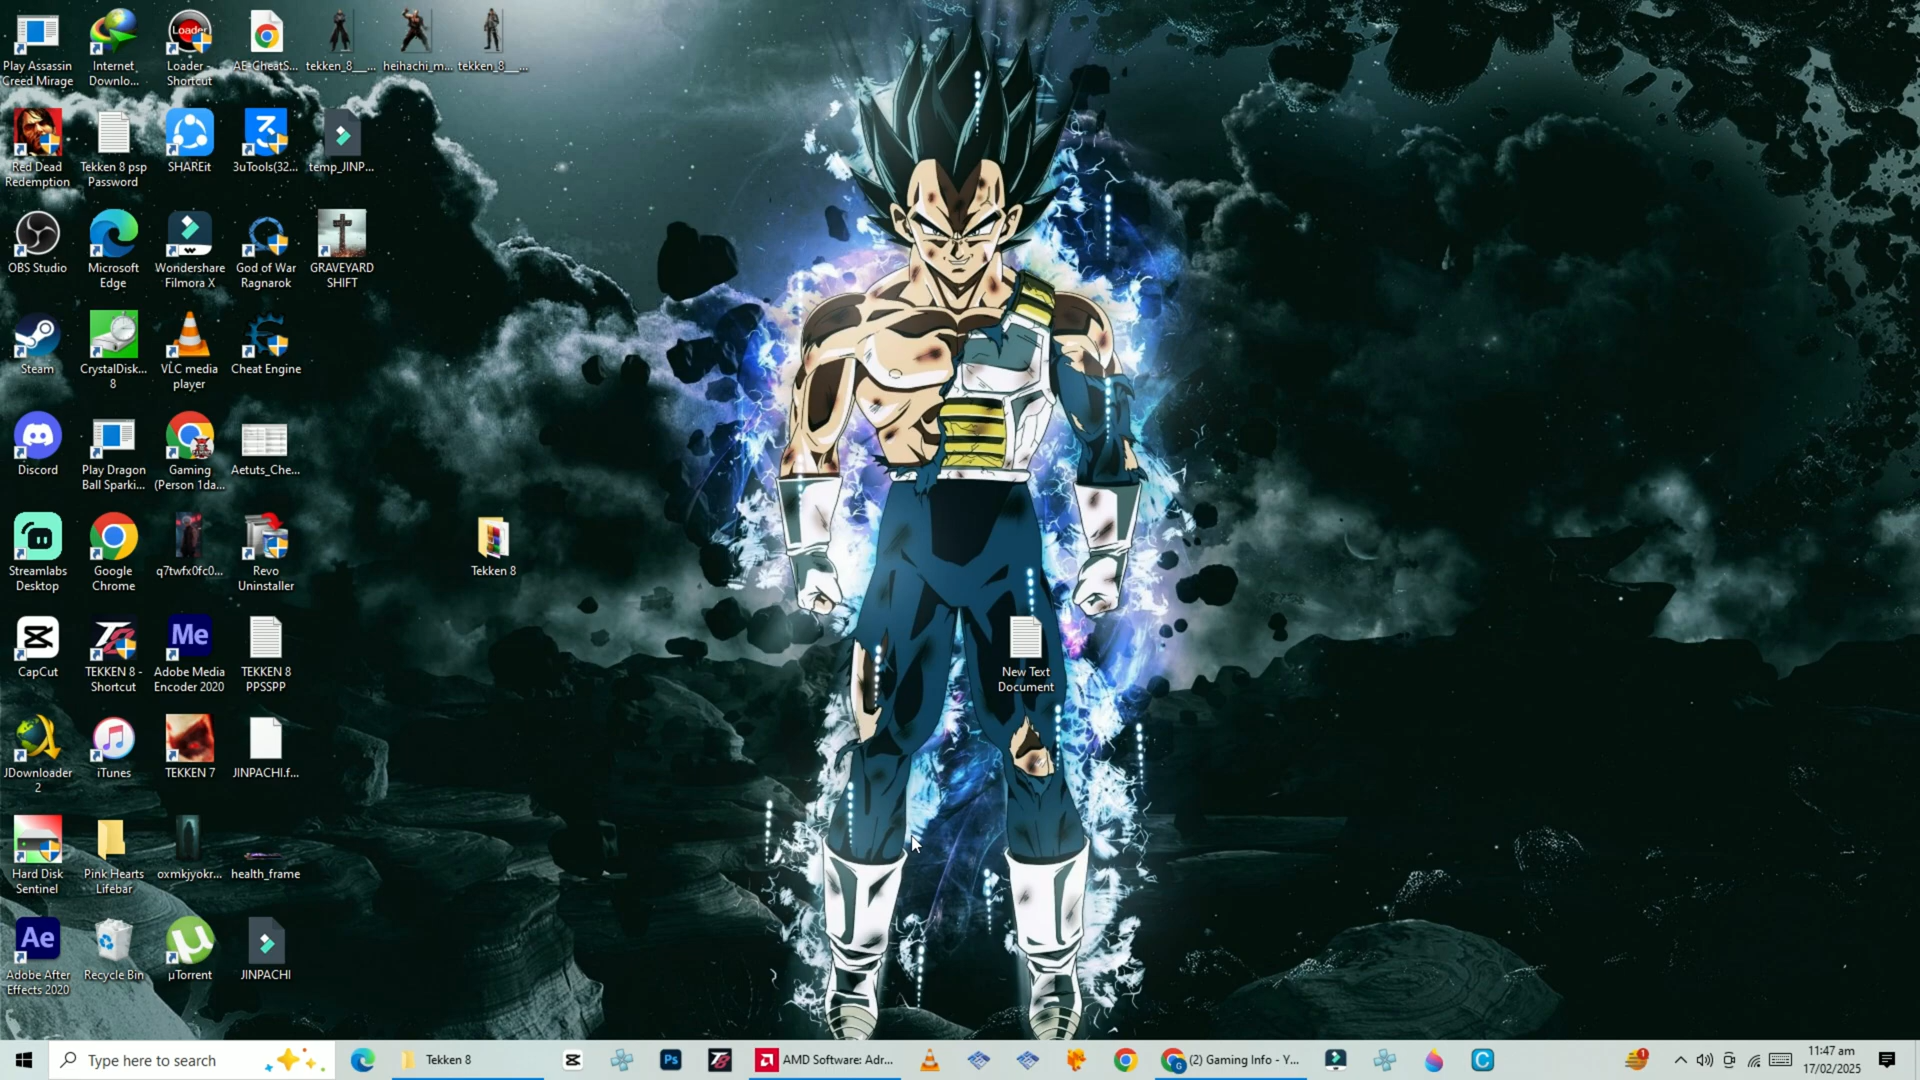 Play Assassin
Creed Mirage
Internet
Downlo...
Loader
Loader -
Shortcut
AE-CheatS...
tekken_8__...
heihachi_m...
tekken_8__...
Red Dead
Redemption
Tekken 8 psp
Password
SHAREit
3uTools(32...
temp_JINP...
OBS Studio
Microsoft
Edge
Wondershare
Filmora X
God of War
Ragnarok
GRAVEYARD
SHIFT
Steam
CrystalDisk...
8
VLC media
player
Cheat Engine
Discord
Play Dragon
Ball Sparki...
Gaming
(Person 1da...
Aetuts_Che...
Streamlabs
Desktop
Google
Chrome
q7twfx0fc0...
Revo
Uninstaller
Tekken 8
CapCut
TEKKEN 8 -
Shortcut
Me
Adobe Media
Encoder 2020
TEKKEN 8
PPSSPP
New Text
Document
JDownloader
2
iTunes
TEKKEN 7
JINPACHI.f...
Hard Disk
Sentinel
Pink Hearts
Lifebar
oxmkjyokr...
health_frame
Ae
Adobe After
Effects 2020
Recycle Bin
µTorrent
JINPACHI
Type here to search
Tekken 8
Ps
AMD Software: Adr...
(2) Gaming Info - Y...
11:47 am
17/02/2025